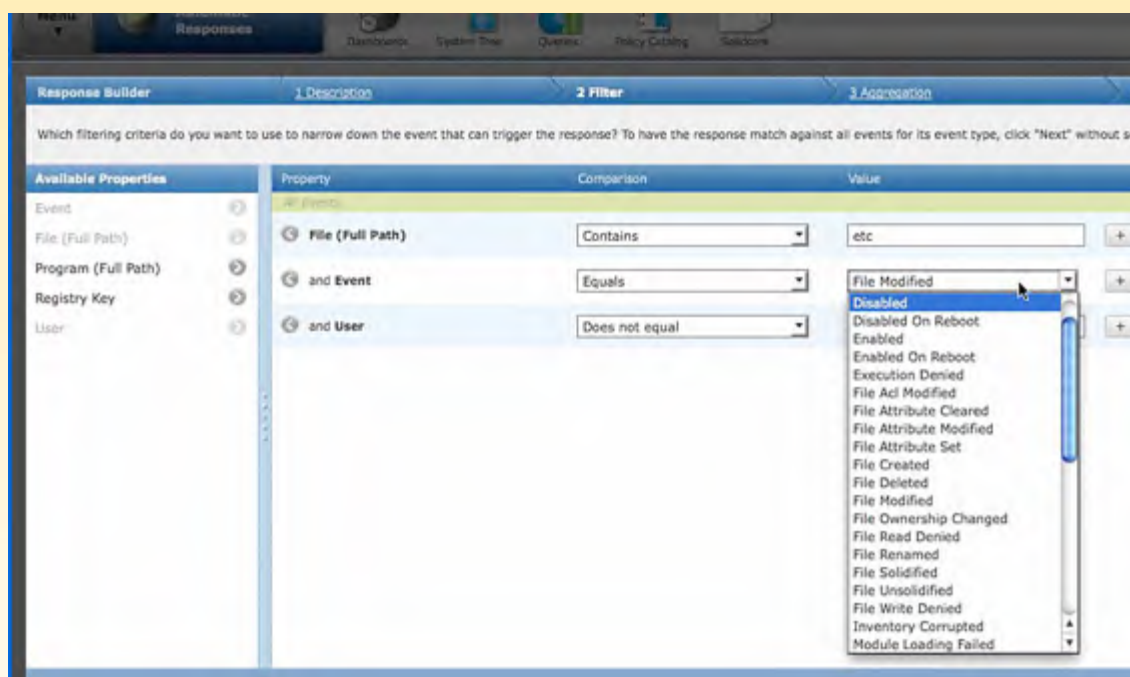 Menu
Automatic
Responses
Dashboards System Tree Queries Policy Catalog Solidcore
Response Builder 1 Description 2 Filter 3 Aggregation
Which filtering criteria do you want to use to narrow down the event that can trigger the response? To have the response match against all events for its event type, click "Next" without
Available Properties Property Comparison Value
Event
File (Full Path) File (Full Path) Contains etc +
Program (Full Path) and Event Equals File Modified +
Registry Key
User and User Does not equal +
Disabled
Disabled On Reboot
Enabled
Enabled On Reboot
Execution Denied
File Acl Modified
File Attribute Cleared
File Attribute Modified
File Attribute Set
File Created
File Deleted
File Modified
File Ownership Changed
File Read Denied
File Renamed
File Solidified
File Unsolidified
File Write Denied
Inventory Corrupted
Module Loading Failed